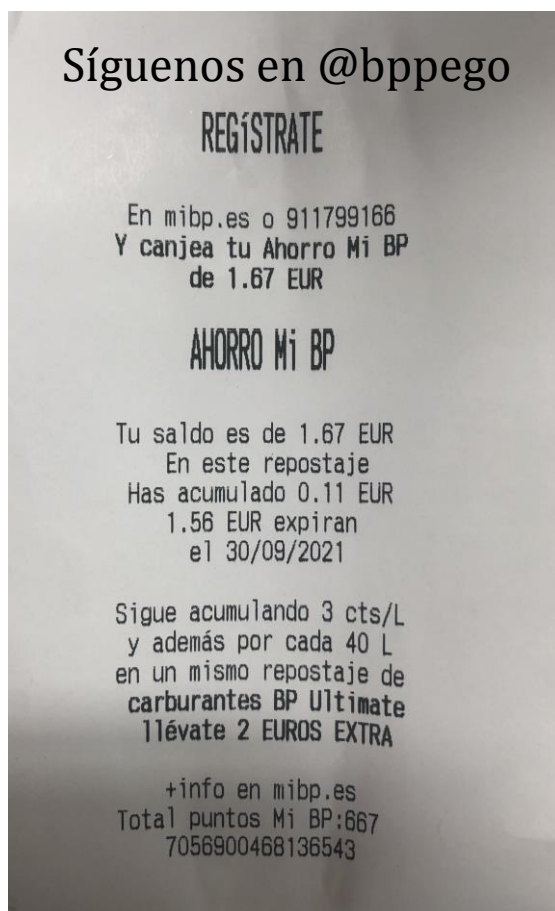 Síguenos en @bppego
REGíSTRATE
En mibp.es o 911799166
Y canjea tu Ahorro Mi BP
de 1.67 EUR
AHORRO Mi BP
Tu saldo es de 1.67 EUR
En este repostaje
Has acumulado 0.11 EUR
1.56 EUR expiran
el 30/09/2021
Sigue acumulando 3 cts/L
y además por cada 40 L
en un mismo repostaje de
carburantes BP Ultimate
llévate 2 EUROS EXTRA
+info en mibp.es
Total puntos Mi BP:667
7056900468136543